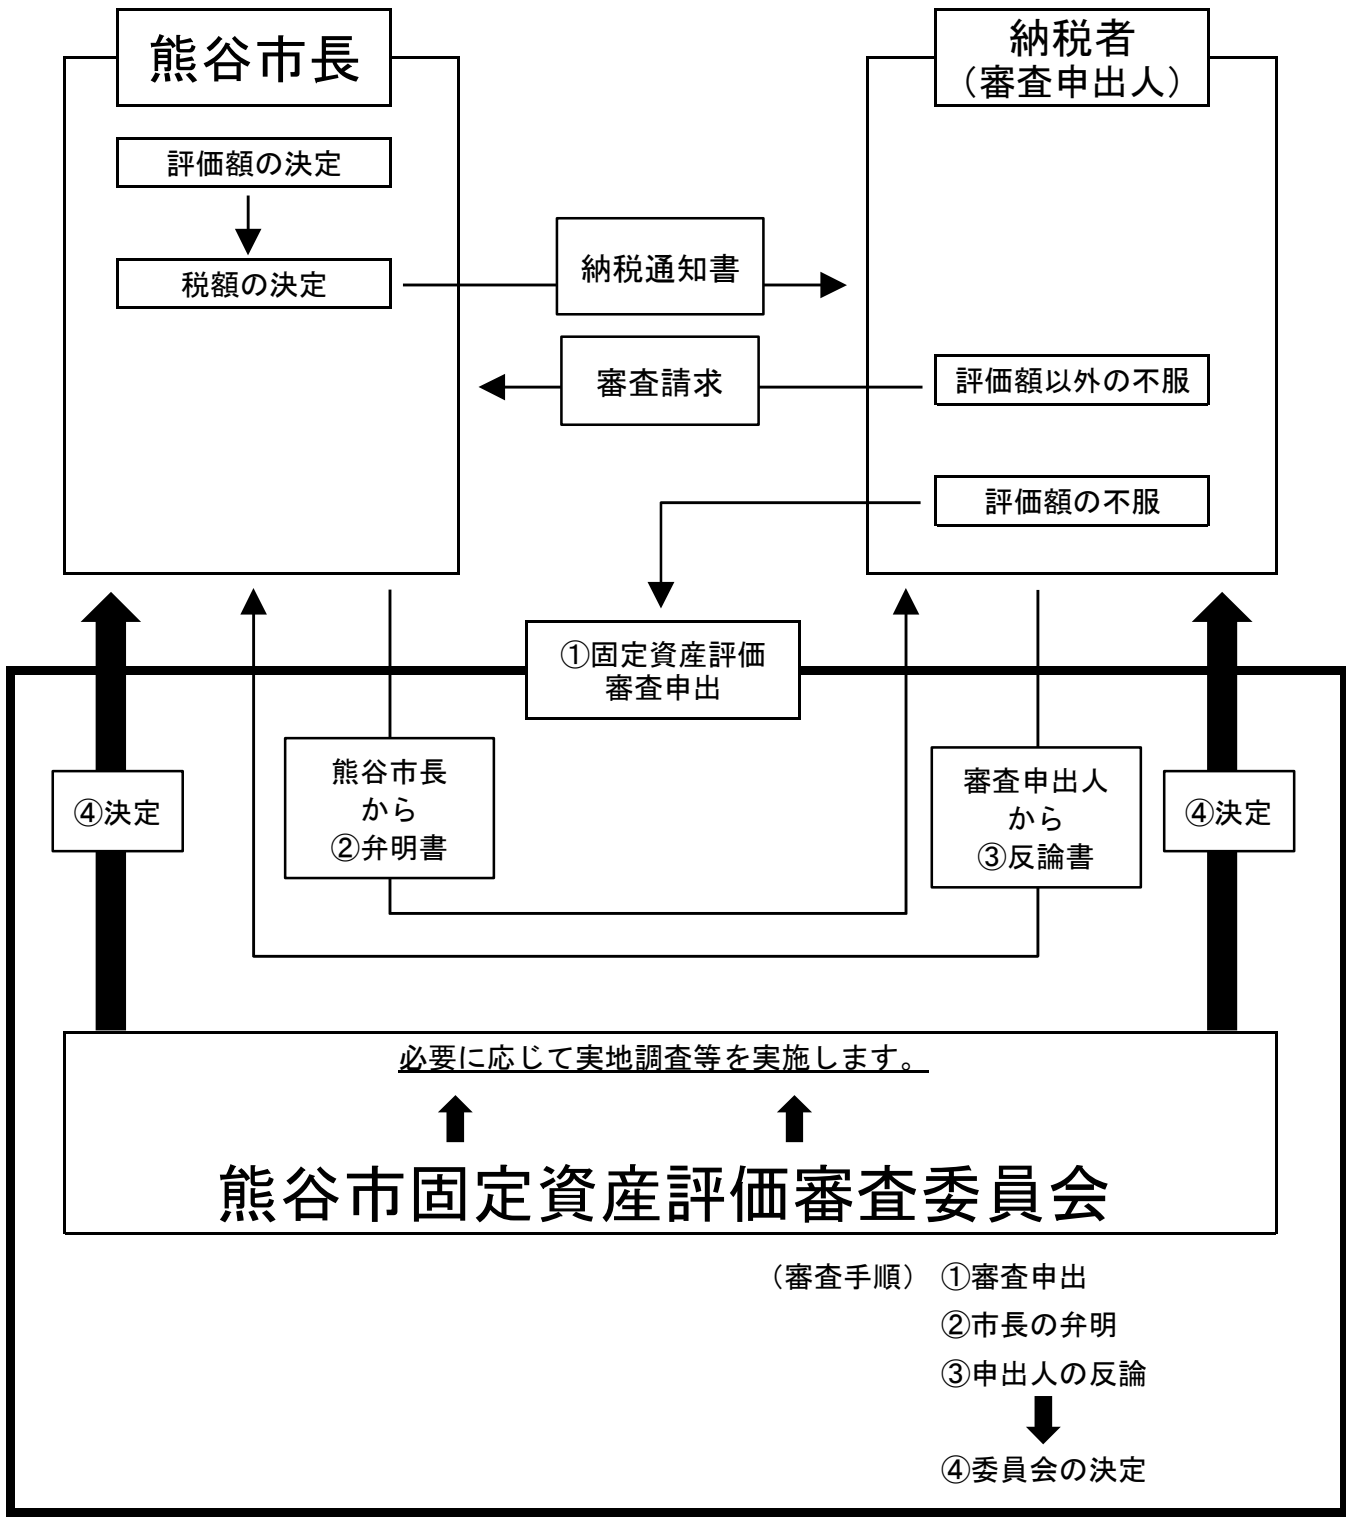 熊谷市長
納税者
（審査申出人）
評価額の決定
税額の決定
納税通知書
審査請求
評価額以外の不服
評価額の不服
①固定資産評価
審査申出
熊谷市長
から
②弁明書
審査申出人
から
③反論書
④決定
④決定
必要に応じて実地調査等を実施します。
熊谷市固定資産評価審査委員会
（審査手順） ①審査申出
②市長の弁明
③申出人の反論
④委員会の決定